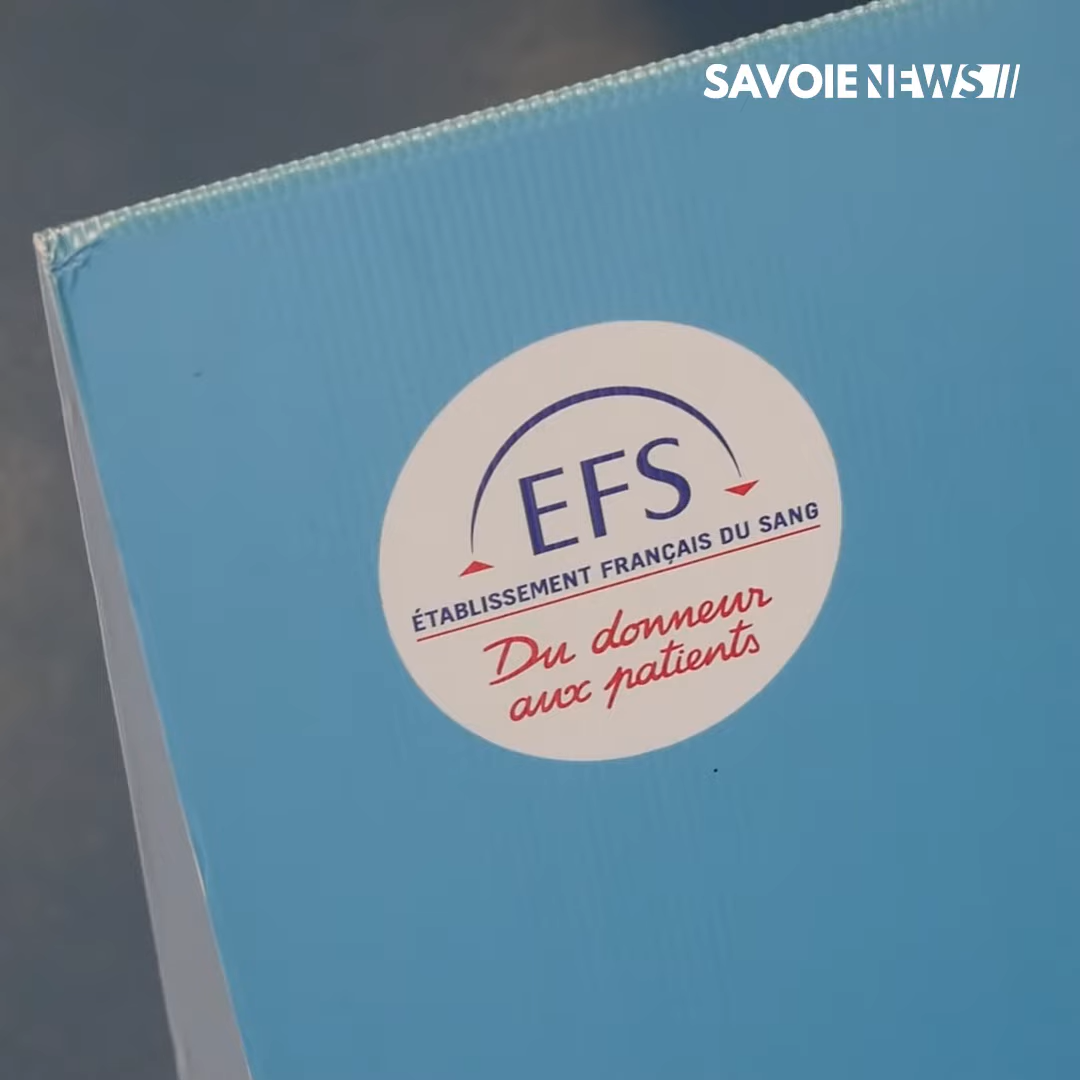 SAVOIE NEWS
EFS
ÉTABLISSEMENT FRANÇAIS DU SANG
Du donneur
aux patients